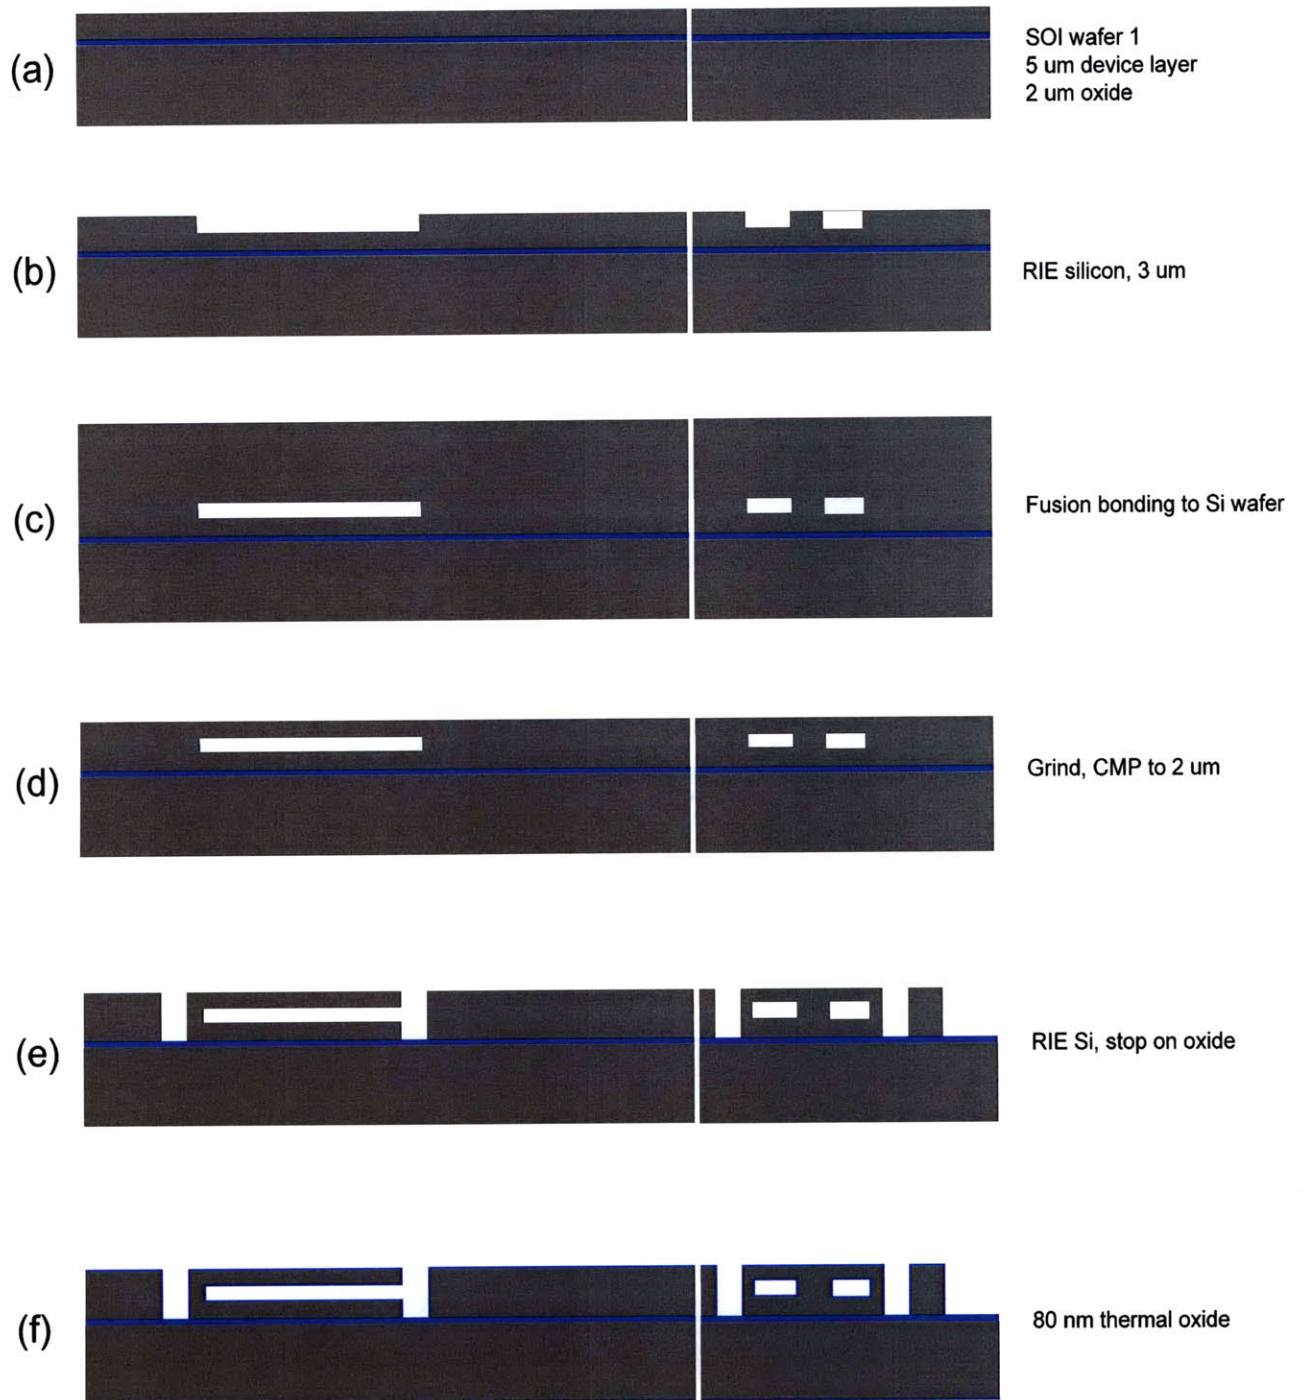 (a)
SOI wafer 1
5 um device layer
2 um oxide
(b)
RIE silicon, 3 um
(c)
Fusion bonding to Si wafer
(d)
Grind, CMP to 2 um
(e)
RIE Si, stop on oxide
(f)
80 nm thermal oxide